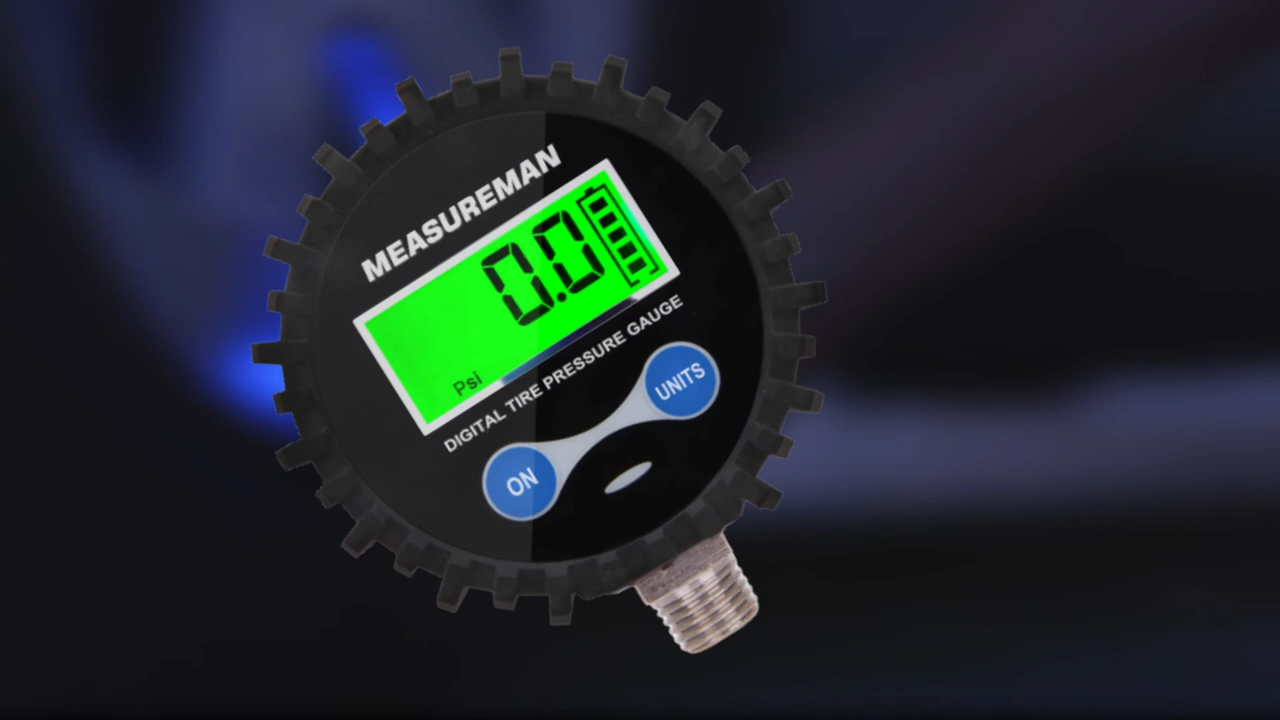 MEASUREMAN
0.0
Psi
DIGITAL TIRE PRESSURE GAUGE
UNITS
ON